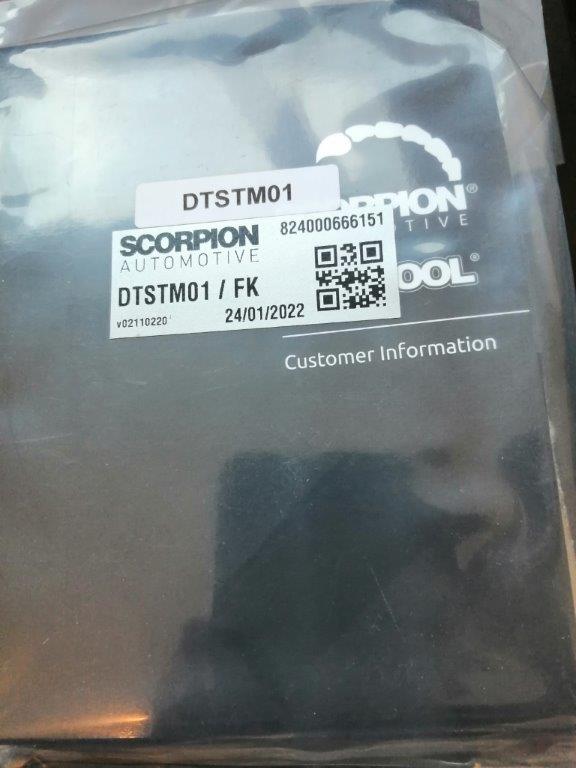 DTSTM01
SCORPION
AUTOMOTIVE
824000666151
DTSTM01 / FK
v02110220
24/01/2022
Customer Information